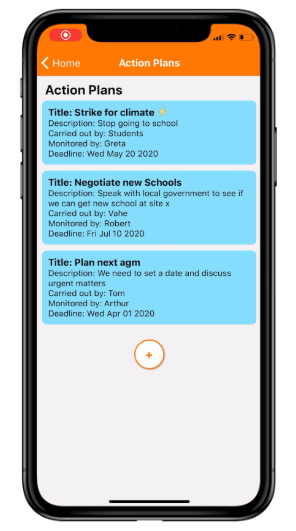 Home
Action Plans
Action Plans
Title: Strike for climate
Description: Stop going to school
Carried out by: Students
Monitored by: Greta
Deadline: Wed May 20 2020
Title: Negotiate new Schools
Description: Speak with local government to see if
we can get new school at site x
Carried out by: Vahe
Monitored by: Robert
Deadline: Fri Jul 10 2020
Title: Plan next agm
Description: We need to set a date and discuss
urgent matters
Carried out by: Tom
Monitored by: Arthur
Deadline: Wed Apr 01 2020
+